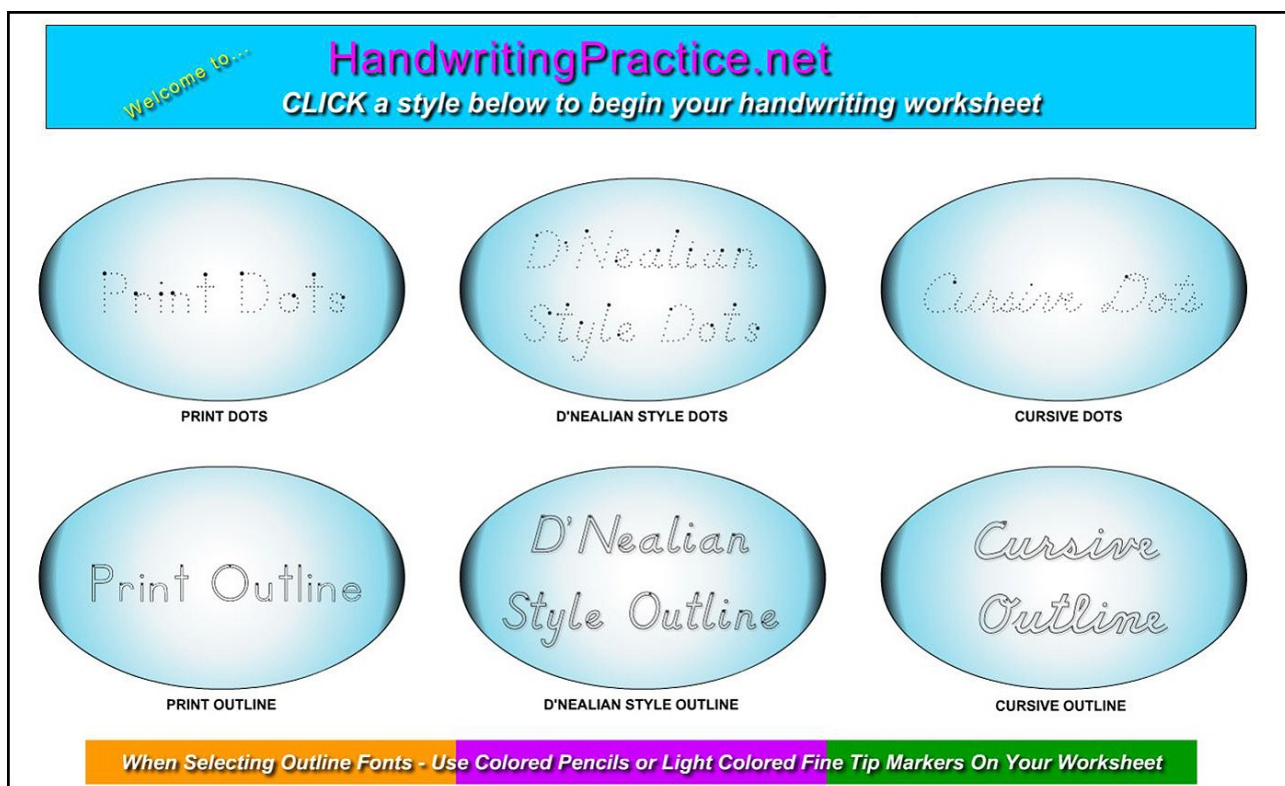 Welcome to...
HandwritingPractice.net
CLICK a style below to begin your handwriting worksheet
Print Dots
PRINT DOTS
D'Nealian
Style Dots
D'NEALIAN STYLE DOTS
Cursive Dots
CURSIVE DOTS
Print Outline
PRINT OUTLINE
D'Nealian
Style Outline
D'NEALIAN STYLE OUTLINE
Cursive
Outline
CURSIVE OUTLINE
When Selecting Outline Fonts - Use Colored Pencils or Light Colored Fine Tip Markers On Your Worksheet